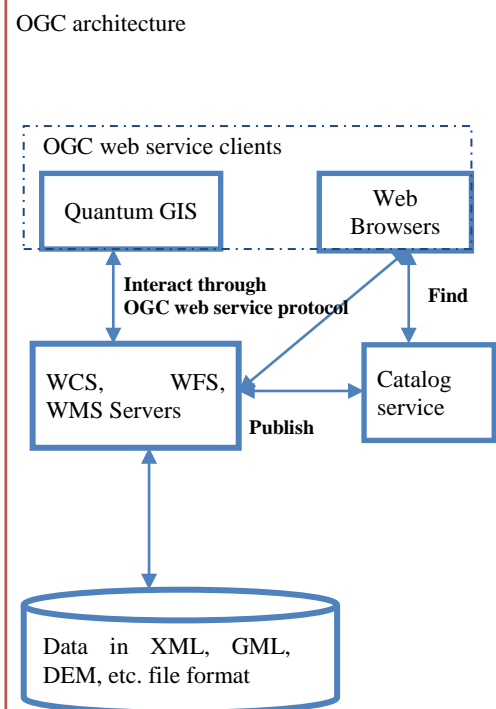 OGC architecture
OGC web service clients
Quantum GIS
Web
Browsers
Interact through
OGC web service protocol
Find
WCS, WFS,
WMS Servers
Catalog
service
Publish
Data in XML, GML,
DEM, etc. file format